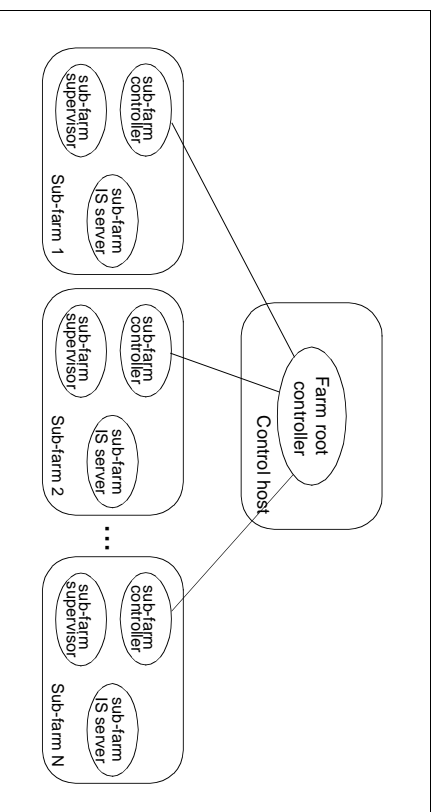 Farm root
controller
Control host
sub-farm
controller
sub-farm
supervisor
sub-farm
IS server
Sub-farm 1
sub-farm
controller
sub-farm
supervisor
sub-farm
IS server
Sub-farm 2
...
sub-farm
controller
sub-farm
supervisor
sub-farm
IS server
Sub-farm N